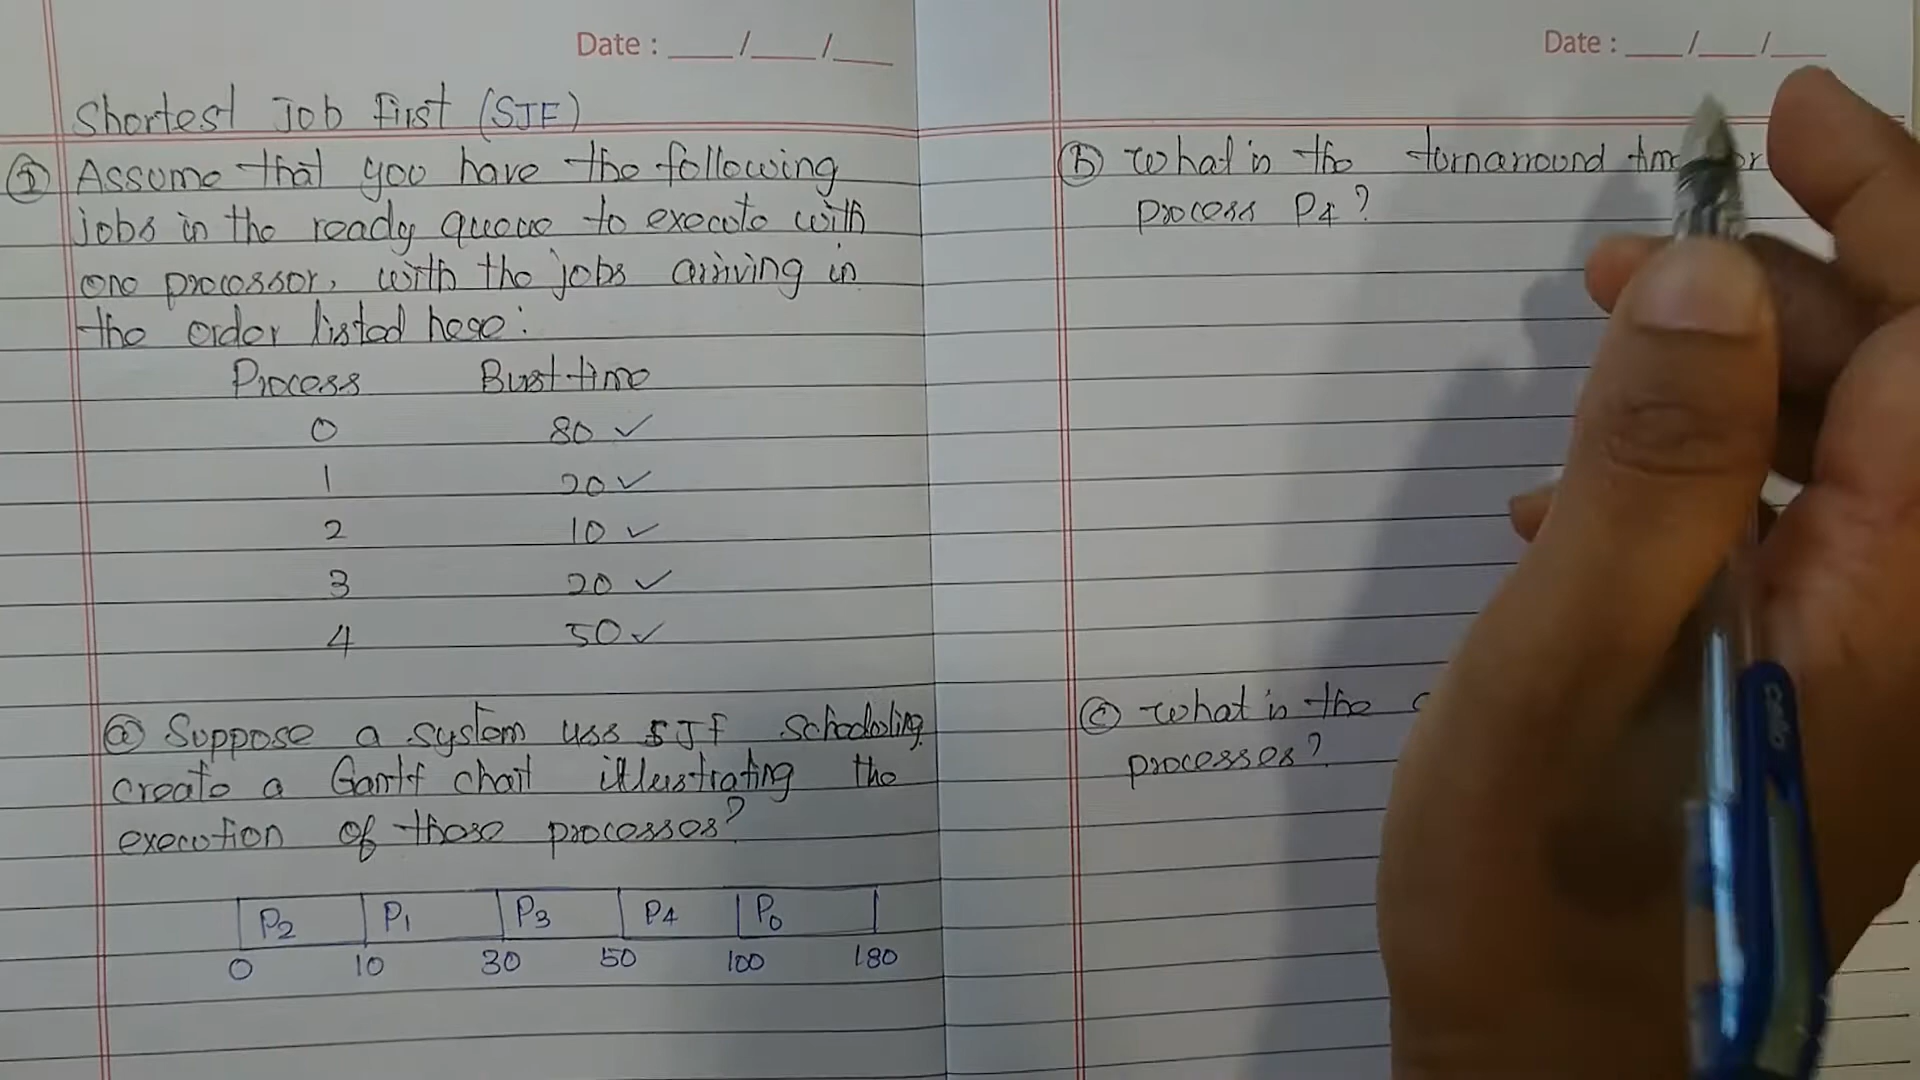 Date : ___/___/___
Shortest Job First (SJF)
① Assume that you have the following
jobs in the ready queue to execute with
one processor, with the jobs arriving in
the order listed here:
Process Burst time
0 80 ✓
1 20 ✓
2 10 ✓
3 20 ✓
4 50 ✓
ⓐ Suppose a system uss SJF Scheduling.
create a Gantt chart illustrating the
execution of these processes?
P2 P1 P3 P4 P0
0 10 30 50 100 180
Date : ___/___/___
ⓑ What is the turnarround
process P4?
ⓒ What is the
processes?
cello